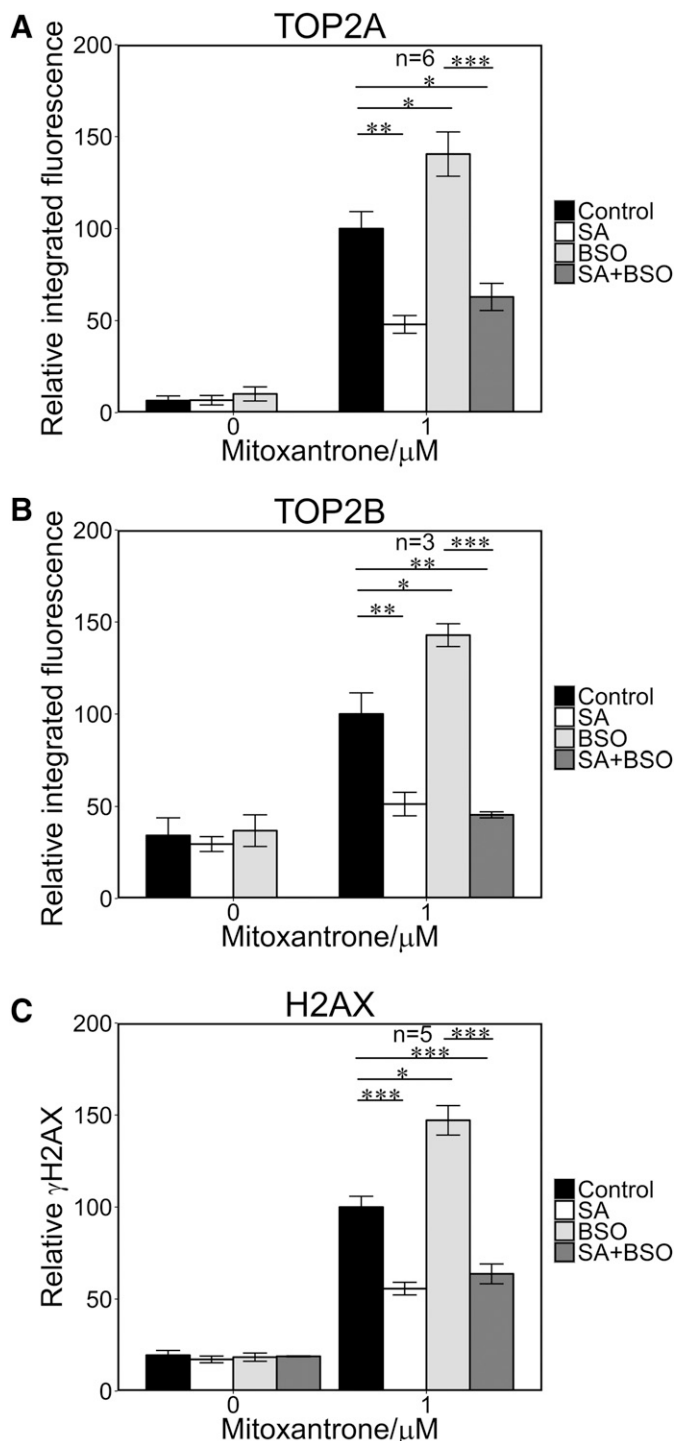 A
TOP2A
200
150
100
50
0
Relative integrated fluorescence
n=6
***
*
*
**
Control
SA
BSO
SA+BSO
0
1
Mitoxantrone/μM
B
TOP2B
200
150
100
50
0
Relative integrated fluorescence
n=3
***
**
*
**
Control
SA
BSO
SA+BSO
0
1
Mitoxantrone/μM
C
H2AX
200
150
100
50
0
Relative γH2AX
n=5
***
***
*
***
Control
SA
BSO
SA+BSO
0
1
Mitoxantrone/μM